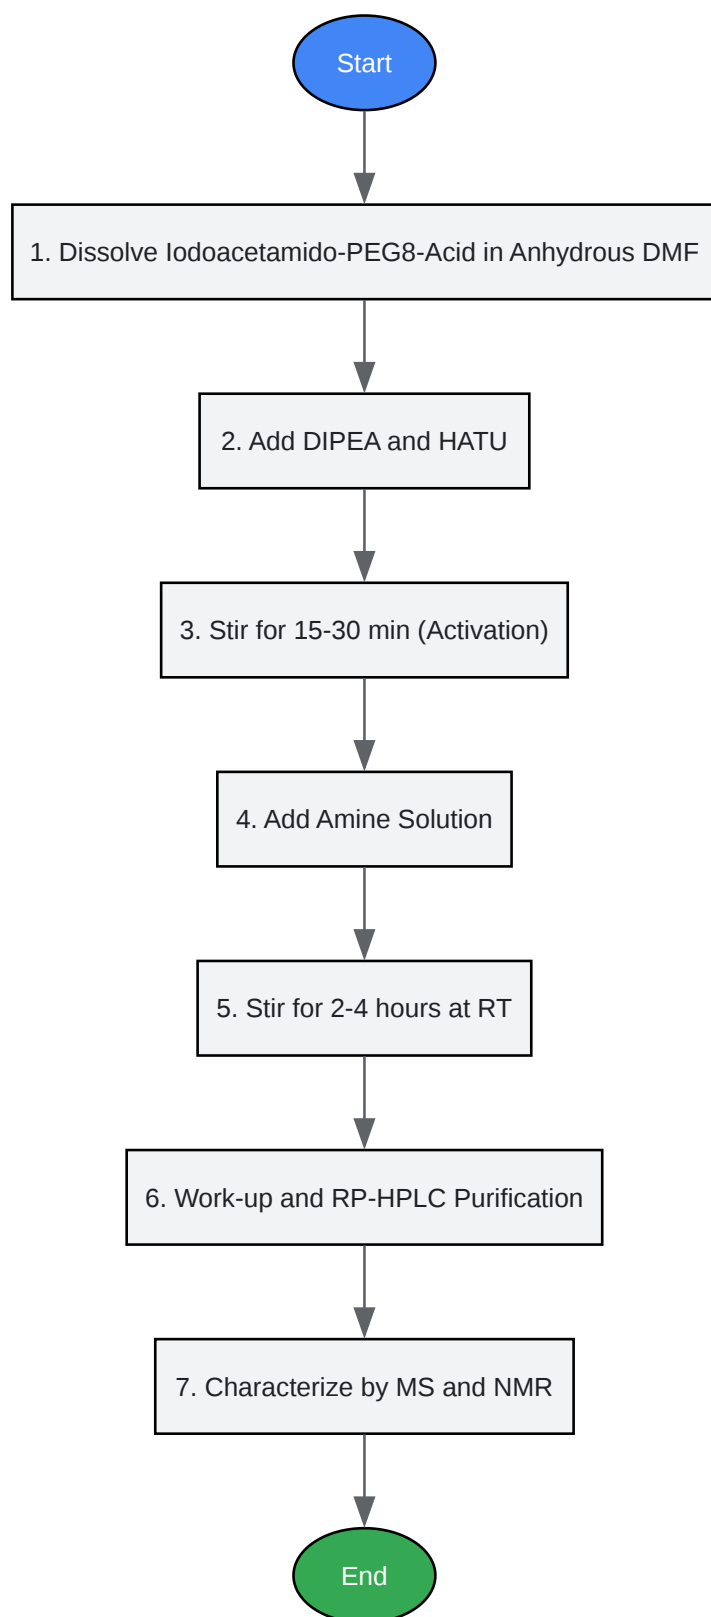 Start
1. Dissolve Iodoacetamido-PEG8-Acid in Anhydrous DMF
2. Add DIPEA and HATU
3. Stir for 15-30 min (Activation)
4. Add Amine Solution
5. Stir for 2-4 hours at RT
6. Work-up and RP-HPLC Purification
7. Characterize by MS and NMR
End